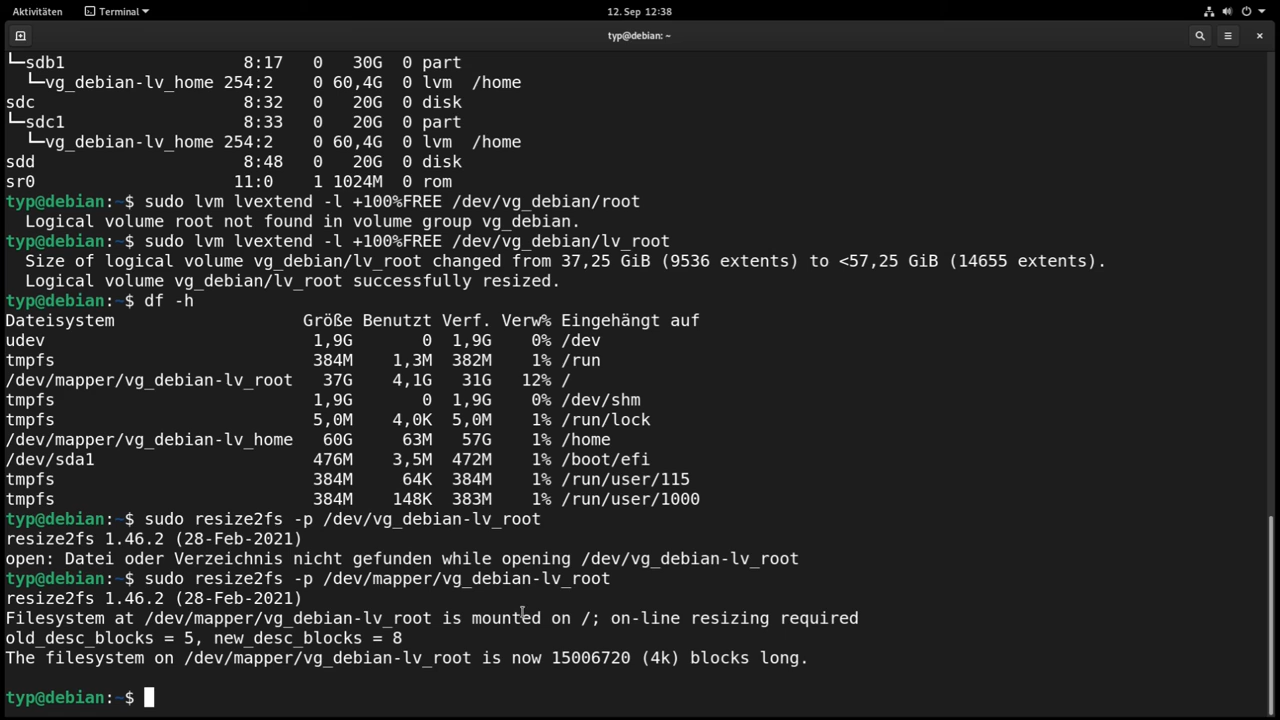 Aktivitäten Terminal 12. Sep 12:38
typ@debian: ~
└─sdb1 8:17 0 30G 0 part
└─vg_debian-lv_home 254:2 0 60,4G 0 lvm /home
sdc 8:32 0 20G 0 disk
└─sdc1 8:33 0 20G 0 part
└─vg_debian-lv_home 254:2 0 60,4G 0 lvm /home
sdd 8:48 0 20G 0 disk
sr0 11:0 1 1024M 0 rom
typ@debian:~$ sudo lvm lvextend -l +100%FREE /dev/vg_debian/root
Logical volume root not found in volume group vg_debian.
typ@debian:~$ sudo lvm lvextend -l +100%FREE /dev/vg_debian/lv_root
Size of logical volume vg_debian/lv_root changed from 37,25 GiB (9536 extents) to <57,25 GiB (14655 extents).
Logical volume vg_debian/lv_root successfully resized.
typ@debian:~$ df -h
Dateisystem Größe Benutzt Verf. Verw% Eingehängt auf
udev 1,9G 0 1,9G 0% /dev
tmpfs 384M 1,3M 382M 1% /run
/dev/mapper/vg_debian-lv_root 37G 4,1G 31G 12% /
tmpfs 1,9G 0 1,9G 0% /dev/shm
tmpfs 5,0M 4,0K 5,0M 1% /run/lock
/dev/mapper/vg_debian-lv_home 60G 63M 57G 1% /home
/dev/sda1 476M 3,5M 472M 1% /boot/efi
tmpfs 384M 64K 384M 1% /run/user/115
tmpfs 384M 148K 383M 1% /run/user/1000
typ@debian:~$ sudo resize2fs -p /dev/vg_debian-lv_root
resize2fs 1.46.2 (28-Feb-2021)
open: Datei oder Verzeichnis nicht gefunden while opening /dev/vg_debian-lv_root
typ@debian:~$ sudo resize2fs -p /dev/mapper/vg_debian-lv_root
resize2fs 1.46.2 (28-Feb-2021)
Filesystem at /dev/mapper/vg_debian-lv_root is mounted on /; on-line resizing required
old_desc_blocks = 5, new_desc_blocks = 8
The filesystem on /dev/mapper/vg_debian-lv_root is now 15006720 (4k) blocks long.
typ@debian:~$